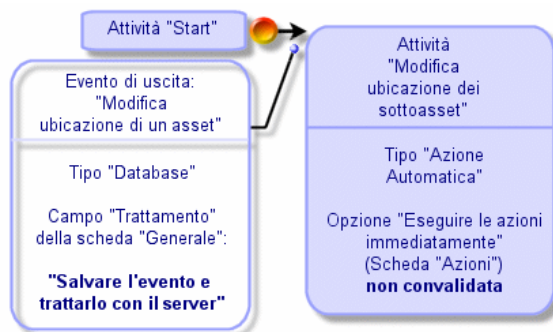 Attività "Start"
Evento di uscita:
"Modifica
ubicazione di un asset"
Tipo "Database"
Campo "Trattamento"
della scheda "Generale":
"Salvare l'evento e
trattarlo con il server"
Attività
"Modifica
ubicazione dei
sottoasset"
Tipo "Azione
Automatica"
Opzione "Eseguire le azioni
immediatamente"
(Scheda "Azioni")
non convalidata